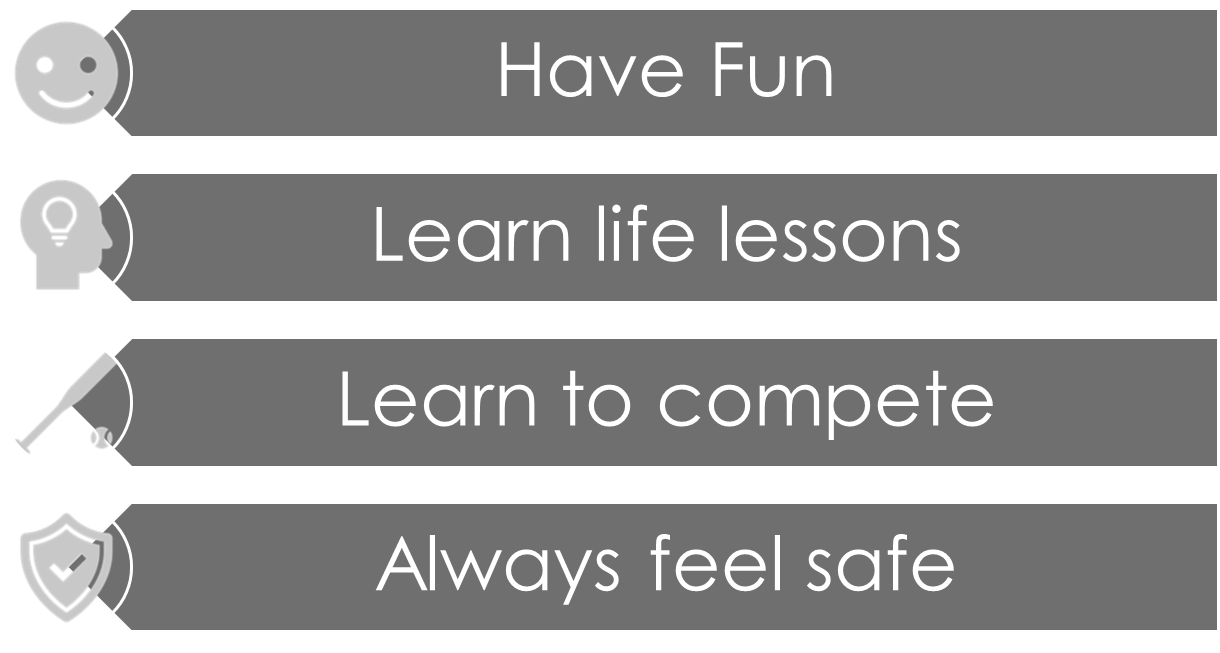 Have Fun
Learn life lessons
Learn to compete
Always feel safe